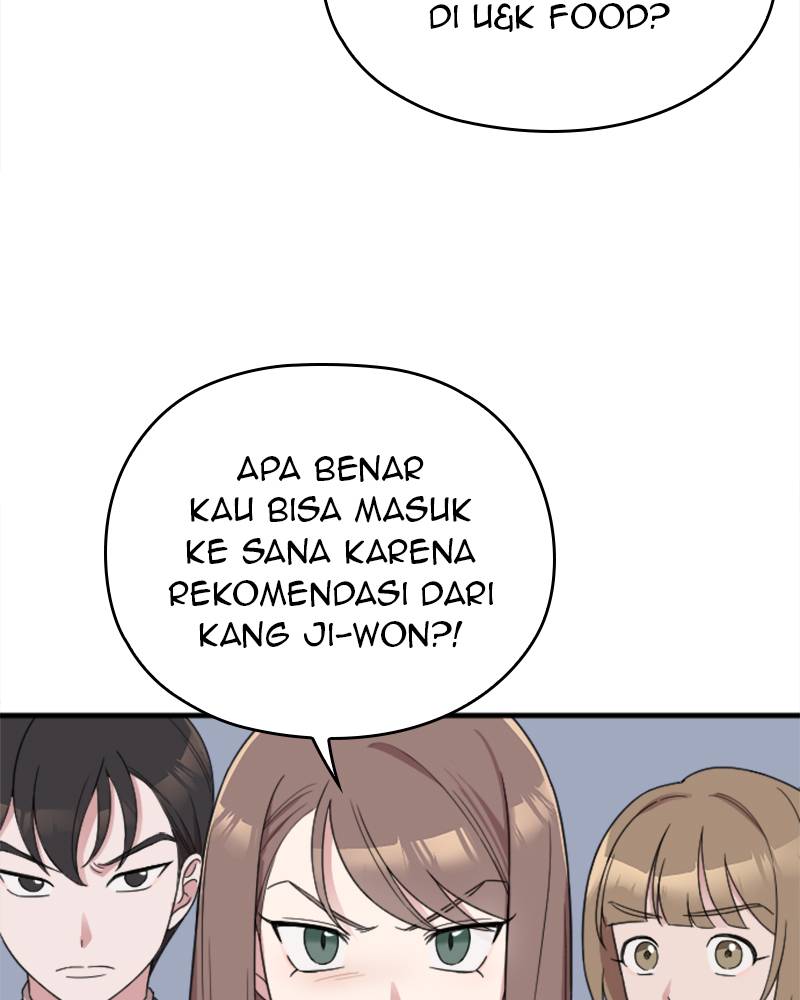 DI U&K FOOD?
APA BENAR
KAU BISA MASUK
KE SANA KARENA
REKOMENDASI DARI
KANG JI-WON?!